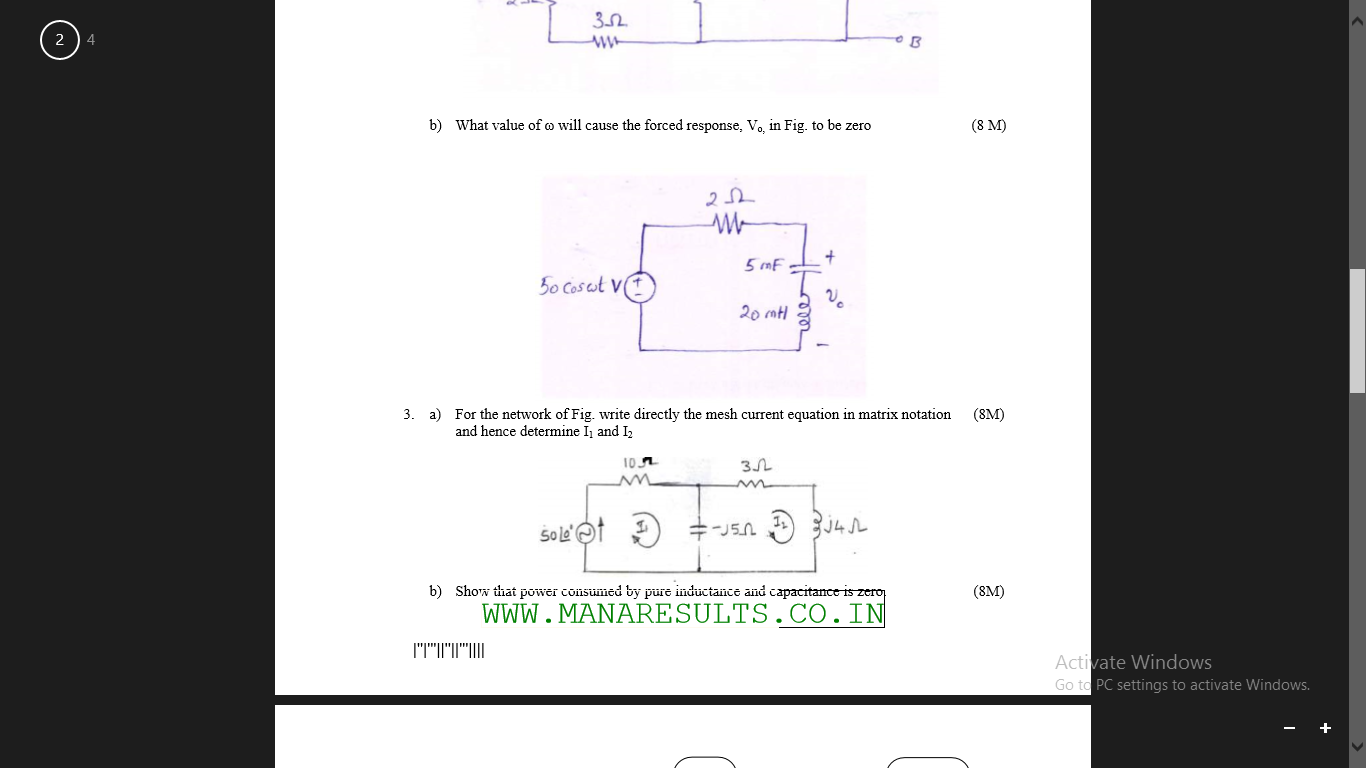 2 4
3Ω
B
b) What value of ω will cause the forced response, Vo, in Fig. to be zero (8 M)
2 Ω
5 mF +
50 cos ωt V + -
vo
20 mH
-
3. a) For the network of Fig. write directly the mesh current equation in matrix notation (8M)
and hence determine I1 and I2
10Ω 3Ω
50∠0° I1 -j5Ω I2 j4Ω
b) Show that power consumed by pure inductance and capacitance is zero. (8M)
WWW.MANARESULTS.CO.IN
|''|'''||''||'''||||
Activate Windows
Go to PC settings to activate Windows.
- +